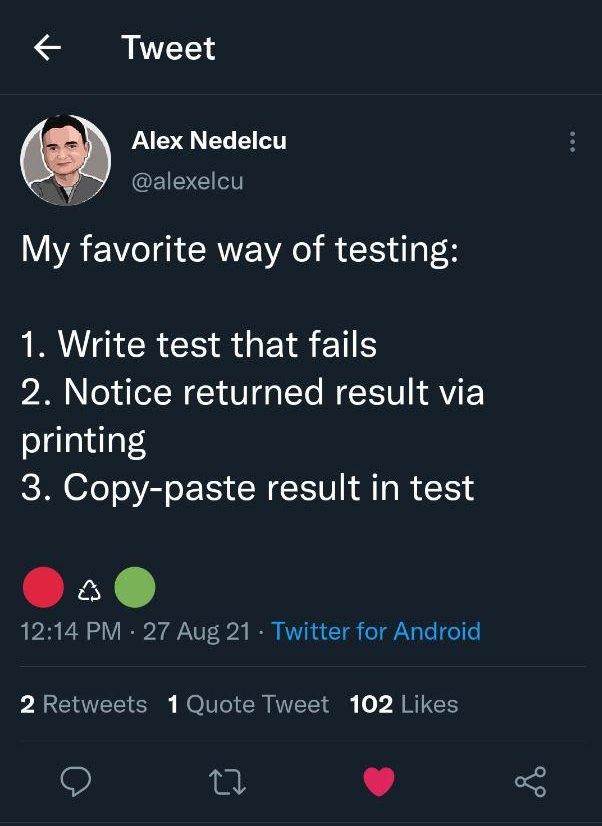 Tweet
Alex Nedelcu
@alexelcu
My favorite way of testing:
1. Write test that fails
2. Notice returned result via
printing
3. Copy-paste result in test
🔴 ♺ 🟢
12:14 PM · 27 Aug 21 · Twitter for Android
2 Retweets 1 Quote Tweet 102 Likes